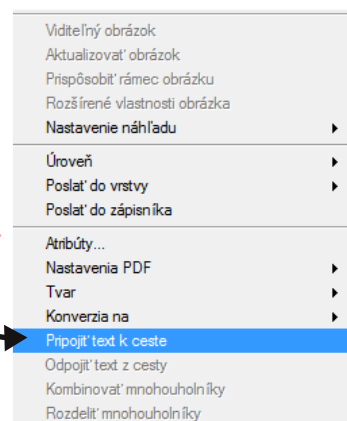 Viditeľný obrázok
Aktualizovať obrázok
Prispôsobiť rámec obrázku
Rozšírené vlastnosti obrázka
Nastavenie náhľadu
Úroveň
Poslať do vrstvy
Poslať do zápisníka
Atribúty...
Nastavenia PDF
Tvar
Konverzia na
Pripojiť text k ceste
Odpojiť text z cesty
Kombinovať mnohouholníky
Rozdeliť mnohouholníky